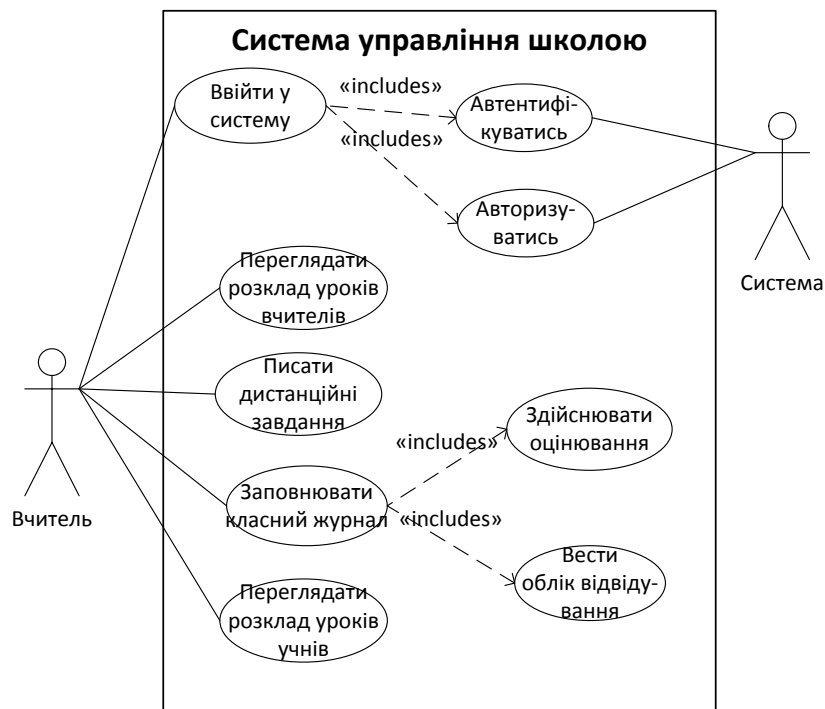 Система управління школою
Ввійти у
систему
«includes»
«includes»
Автентифі-
куватись
Авторизу-
ватись
Система
Переглядати
розклад уроків
вчителів
Писати
дистанційні
завдання
Вчитель
Заповнювати
класний журнал
«includes»
«includes»
Здійснювати
оцінювання
Вести
облік відвіду-
вання
Переглядати
розклад уроків
учнів